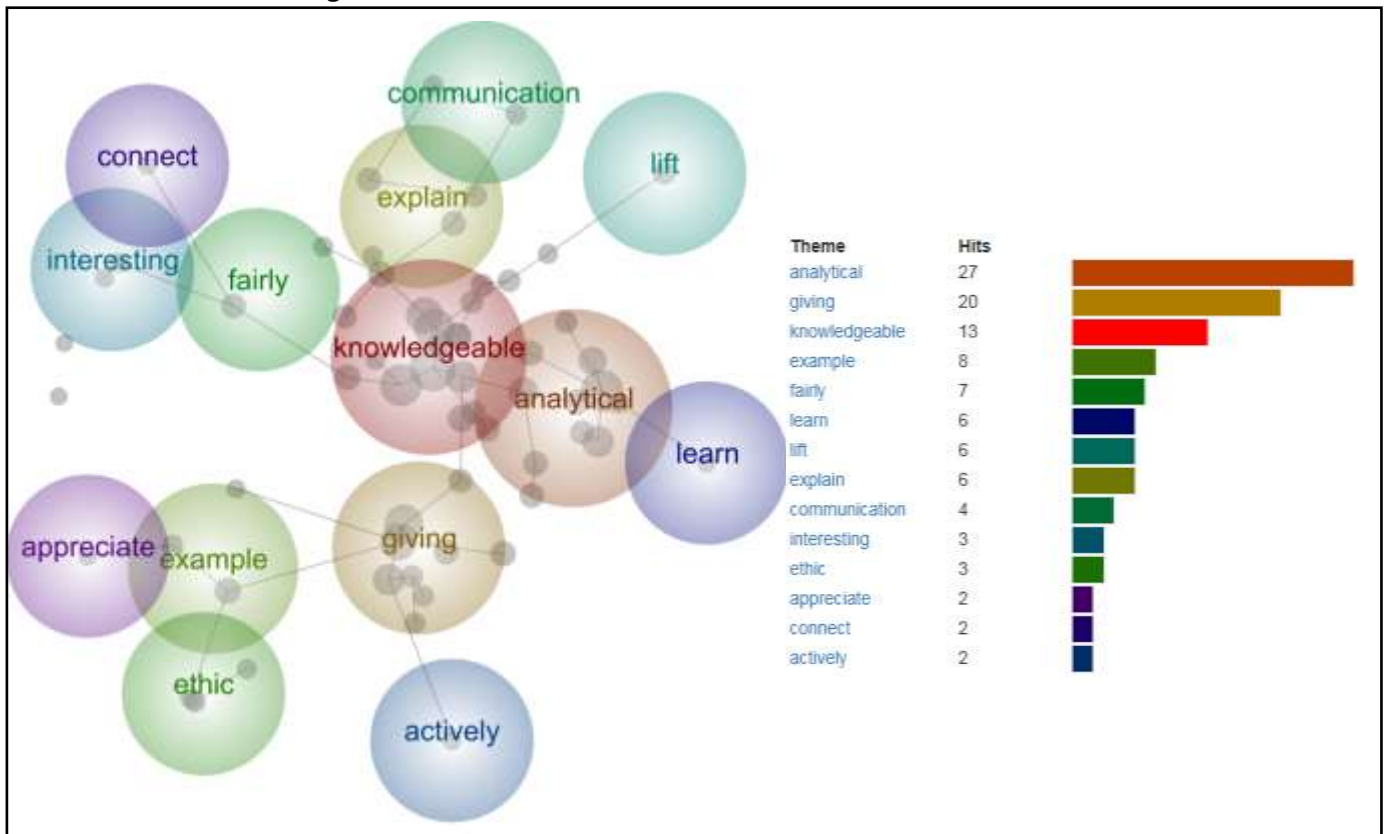 communication
connect
lift
explain
interesting
fairly
knowledgeable
analytical
learn
giving
appreciate
example
ethic
actively
Theme Hits
analytical 27
giving 20
knowledgeable 13
example 8
fairly 7
learn 6
lift 6
explain 6
communication 4
interesting 3
ethic 3
appreciate 2
connect 2
actively 2